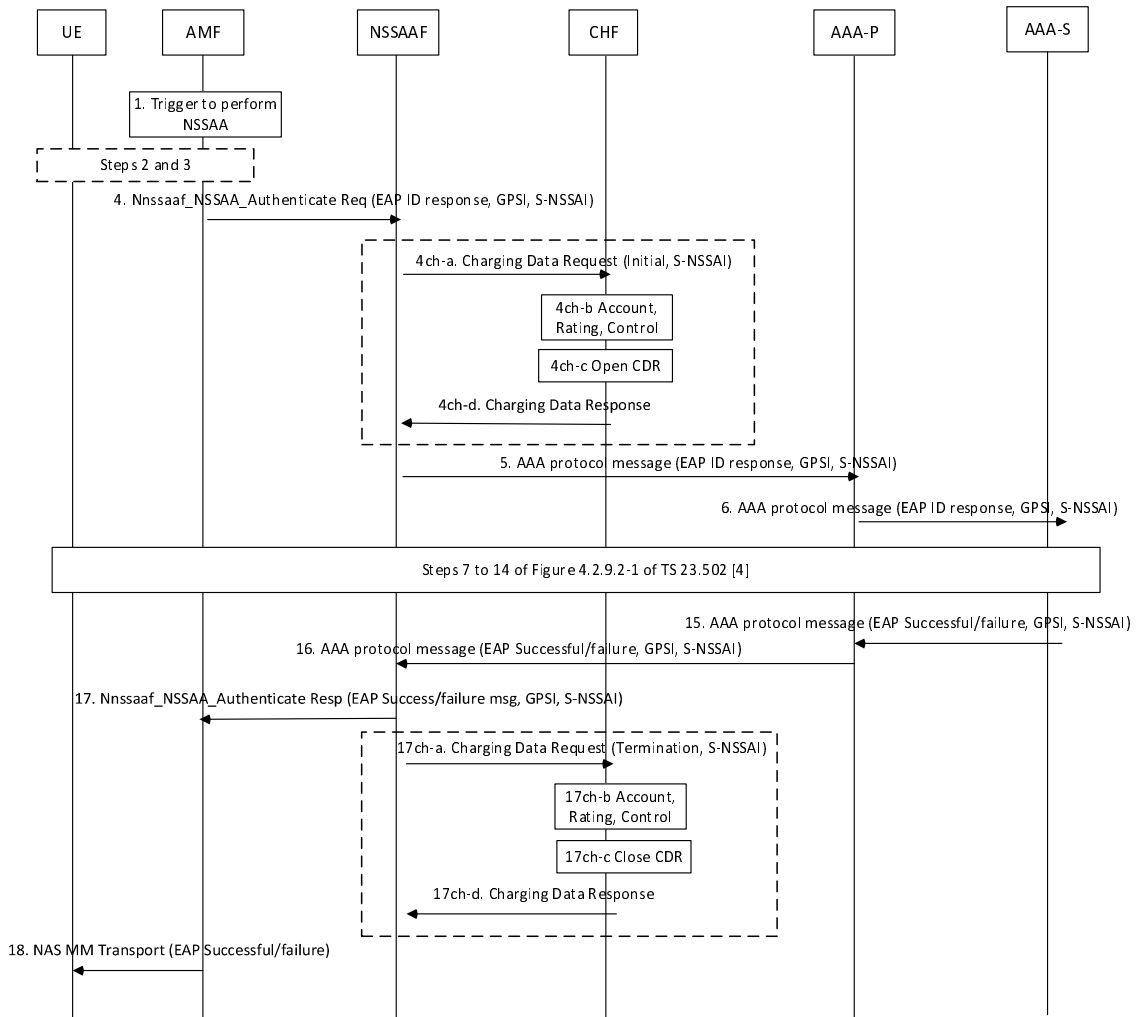 UE
AMF
NSSAAF
CHF
AAA-P
AAA-S
1. Trigger to perform
NSSAA
Steps 2 and 3
4. Nnssaaf_NSSAA_Authenticate Req (EAP ID response, GPSI, S-NSSAI)
4ch-a. Charging Data Request (Initial, S-NSSAI)
4ch-b Account,
Rating, Control
4ch-c Open CDR
4ch-d. Charging Data Response
5. AAA protocol message (EAP ID response, GPSI, S-NSSAI)
6. AAA protocol message (EAP ID response, GPSI, S-NSSAI)
Steps 7 to 14 of Figure 4.2.9.2-1 of TS 23.502 [4]
15. AAA protocol message (EAP Successful/failure, GPSI, S-NSSAI)
16. AAA protocol message (EAP Successful/failure, GPSI, S-NSSAI)
17. Nnssaaf_NSSAA_Authenticate Resp (EAP Success/failure msg, GPSI, S-NSSAI)
17ch-a. Charging Data Request (Termination, S-NSSAI)
17ch-b Account,
Rating, Control
17ch-c Close CDR
17ch-d. Charging Data Response
18. NAS MM Transport (EAP Successful/failure)